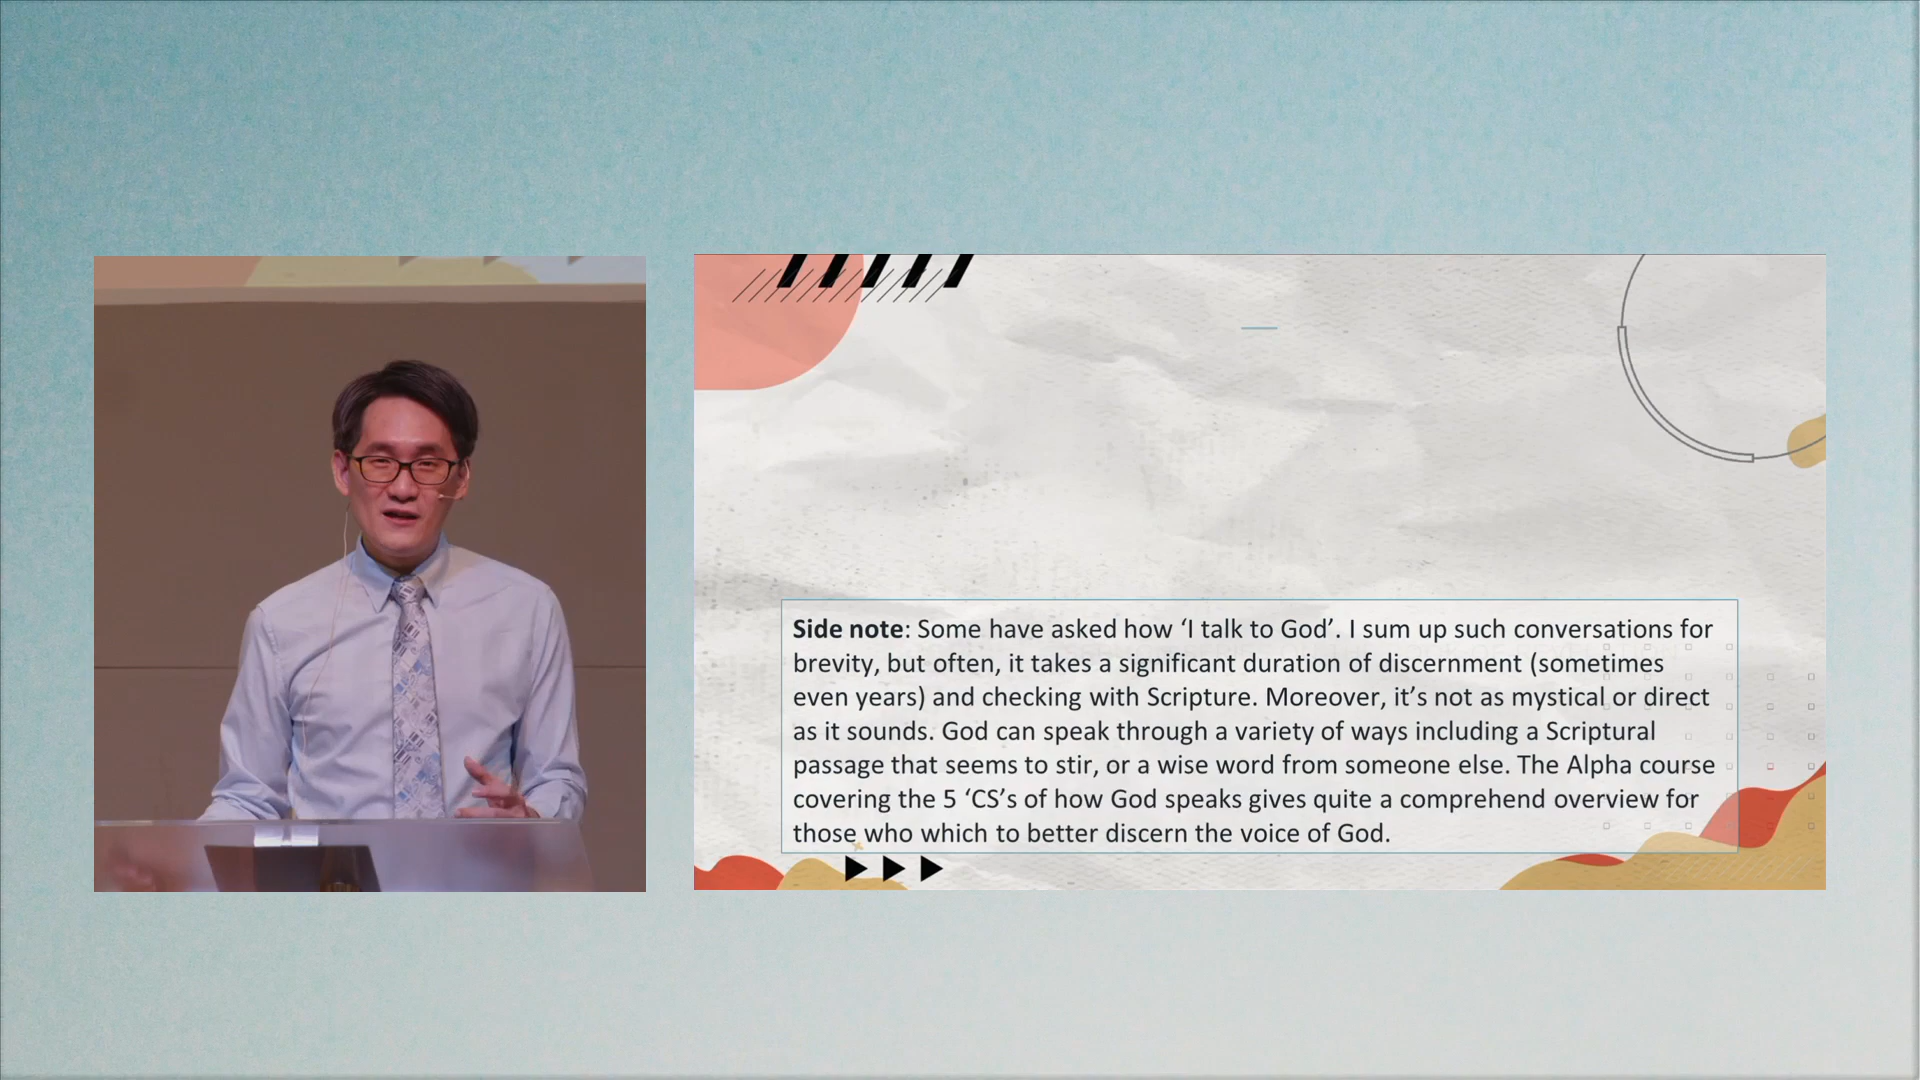 Side note: Some have asked how ‘I talk to God’. I sum up such conversations for
brevity, but often, it takes a significant duration of discernment (sometimes
even years) and checking with Scripture. Moreover, it’s not as mystical or direct
as it sounds. God can speak through a variety of ways including a Scriptural
passage that seems to stir, or a wise word from someone else. The Alpha course
covering the 5 ‘CS’s of how God speaks gives quite a comprehend overview for
those who which to better discern the voice of God.